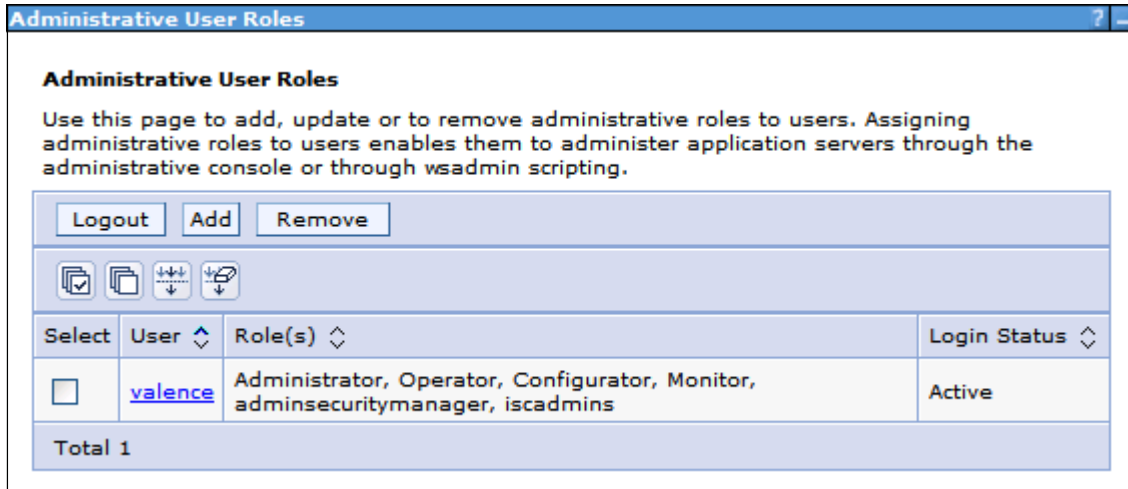 Administrative User Roles ? –
Administrative User Roles
Use this page to add, update or to remove administrative roles to users. Assigning
administrative roles to users enables them to administer application servers through the
administrative console or through wsadmin scripting.
Logout Add Remove
Select User Role(s) Login Status
valence Administrator, Operator, Configurator, Monitor,
adminsecuritymanager, iscadmins Active
Total 1